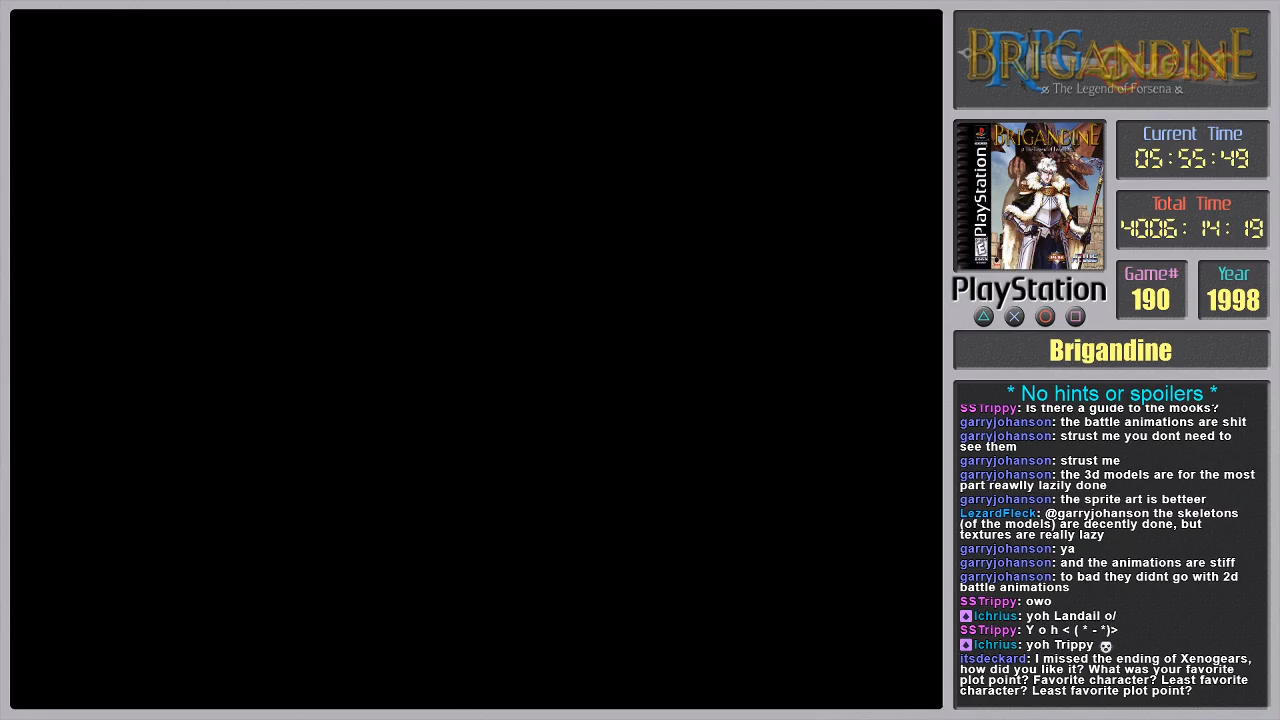 BRIGANDINE
The Legend of Forsena
PlayStation
BRIGANDINE
Current Time
05:55:49
Total Time
4006:14:19
PlayStation
Game#
190
Year
1998
Brigandine
* No hints or spoilers *
SSTrippy: Is there a guide to the mooks?
garryjohanson: the battle animations are shit
garryjohanson: strust me you dont need to
see them
garryjohanson: strust me
garryjohanson: the 3d models are for the most
part reawlly lazily done
garryjohanson: the sprite art is betteer
LezardFleck: @garryjohanson the skeletons
(of the models) are decently done, but
textures are really lazy
garryjohanson: ya
garryjohanson: and the animations are stiff
garryjohanson: to bad they didnt go with 2d
battle animations
SSTrippy: owo
Ichrius: yoh Landail o/
SSTrippy: Y o h < ( * - *)>
Ichrius: yoh Trippy
itsdeckard: I missed the ending of Xenogears,
how did you like it? What was your favorite
plot point? Favorite character? Least favorite
character? Least favorite plot point?